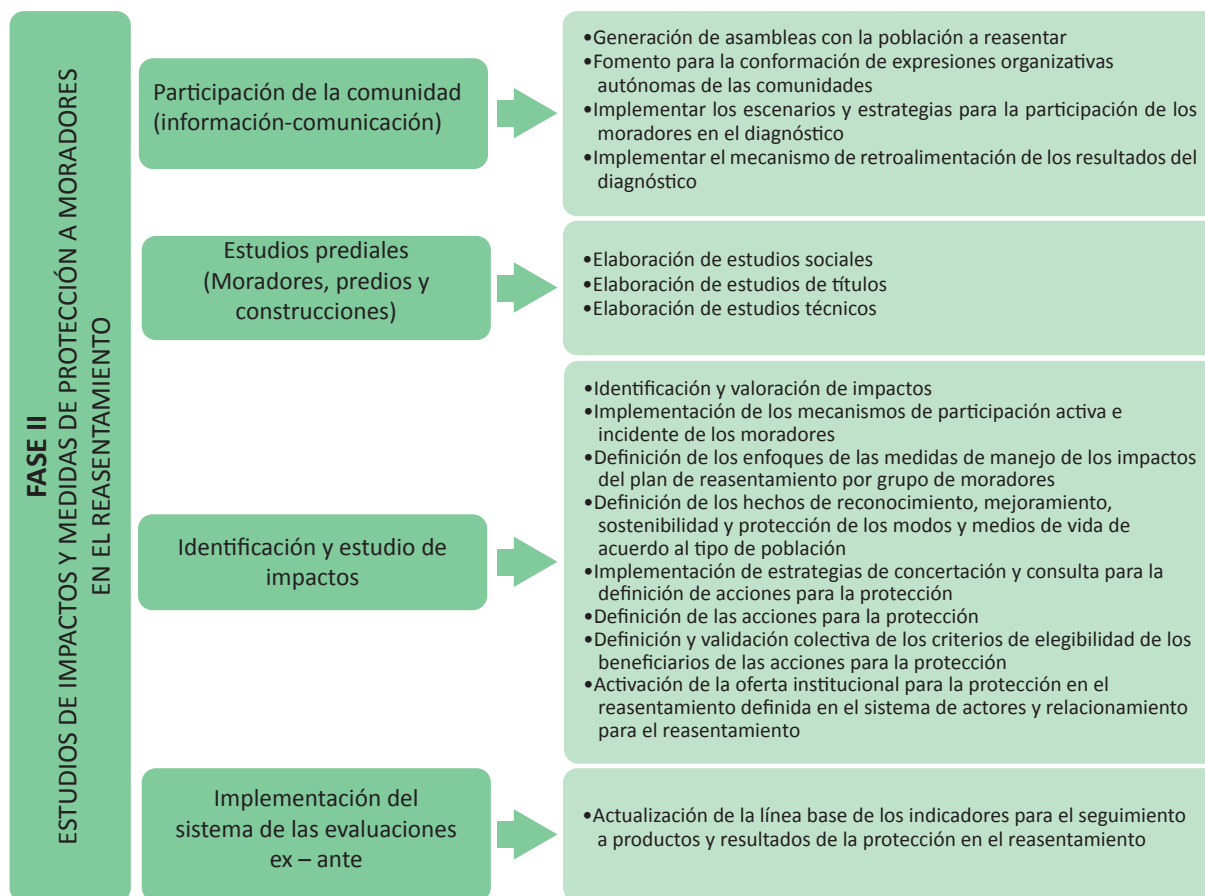 FASE II
ESTUDIOS DE IMPACTOS Y MEDIDAS DE PROTECCIÓN A MORADORES
EN EL REASENTAMIENTO
Participación de la comunidad
(información-comunicación)
•Generación de asambleas con la población a reasentar
•Fomento para la conformación de expresiones organizativas
autónomas de las comunidades
•Implementar los escenarios y estrategias para la participación de los
moradores en el diagnóstico
•Implementar el mecanismo de retroalimentación de los resultados del
diagnóstico
Estudios prediales
(Moradores, predios y
construcciones)
•Elaboración de estudios sociales
•Elaboración de estudios de títulos
•Elaboración de estudios técnicos
Identificación y estudio de
impactos
•Identificación y valoración de impactos
•Implementación de los mecanismos de participación activa e
incidente de los moradores
•Definición de los enfoques de las medidas de manejo de los impactos
del plan de reasentamiento por grupo de moradores
•Definición de los hechos de reconocimiento, mejoramiento,
sostenibilidad y protección de los modos y medios de vida de
acuerdo al tipo de población
•Implementación de estrategias de concertación y consulta para la
definición de acciones para la protección
•Definición de las acciones para la protección
•Definición y validación colectiva de los criterios de elegibilidad de los
beneficiarios de las acciones para la protección
•Activación de la oferta institucional para la protección en el
reasentamiento definida en el sistema de actores y relacionamiento
para el reasentamiento
Implementación del
sistema de las evaluaciones
ex – ante
•Actualización de la línea base de los indicadores para el seguimiento
a productos y resultados de la protección en el reasentamiento